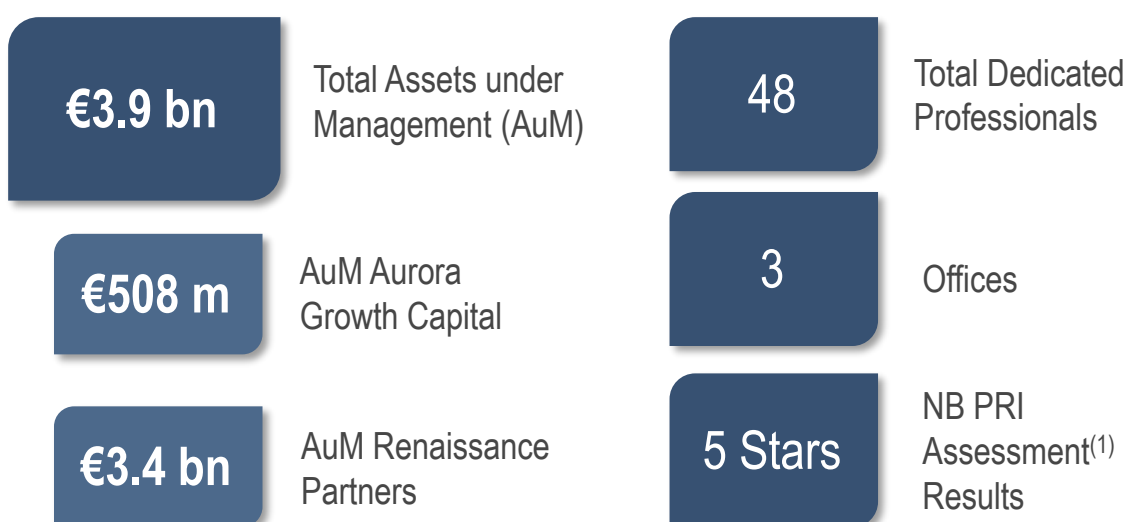 €3.9 bn
Total Assets under
Management (AuM)
€508 m
AuM Aurora
Growth Capital
€3.4 bn
AuM Renaissance
Partners
48
Total Dedicated
Professionals
3
Offices
5 Stars
NB PRI
Assessment(1)
Results